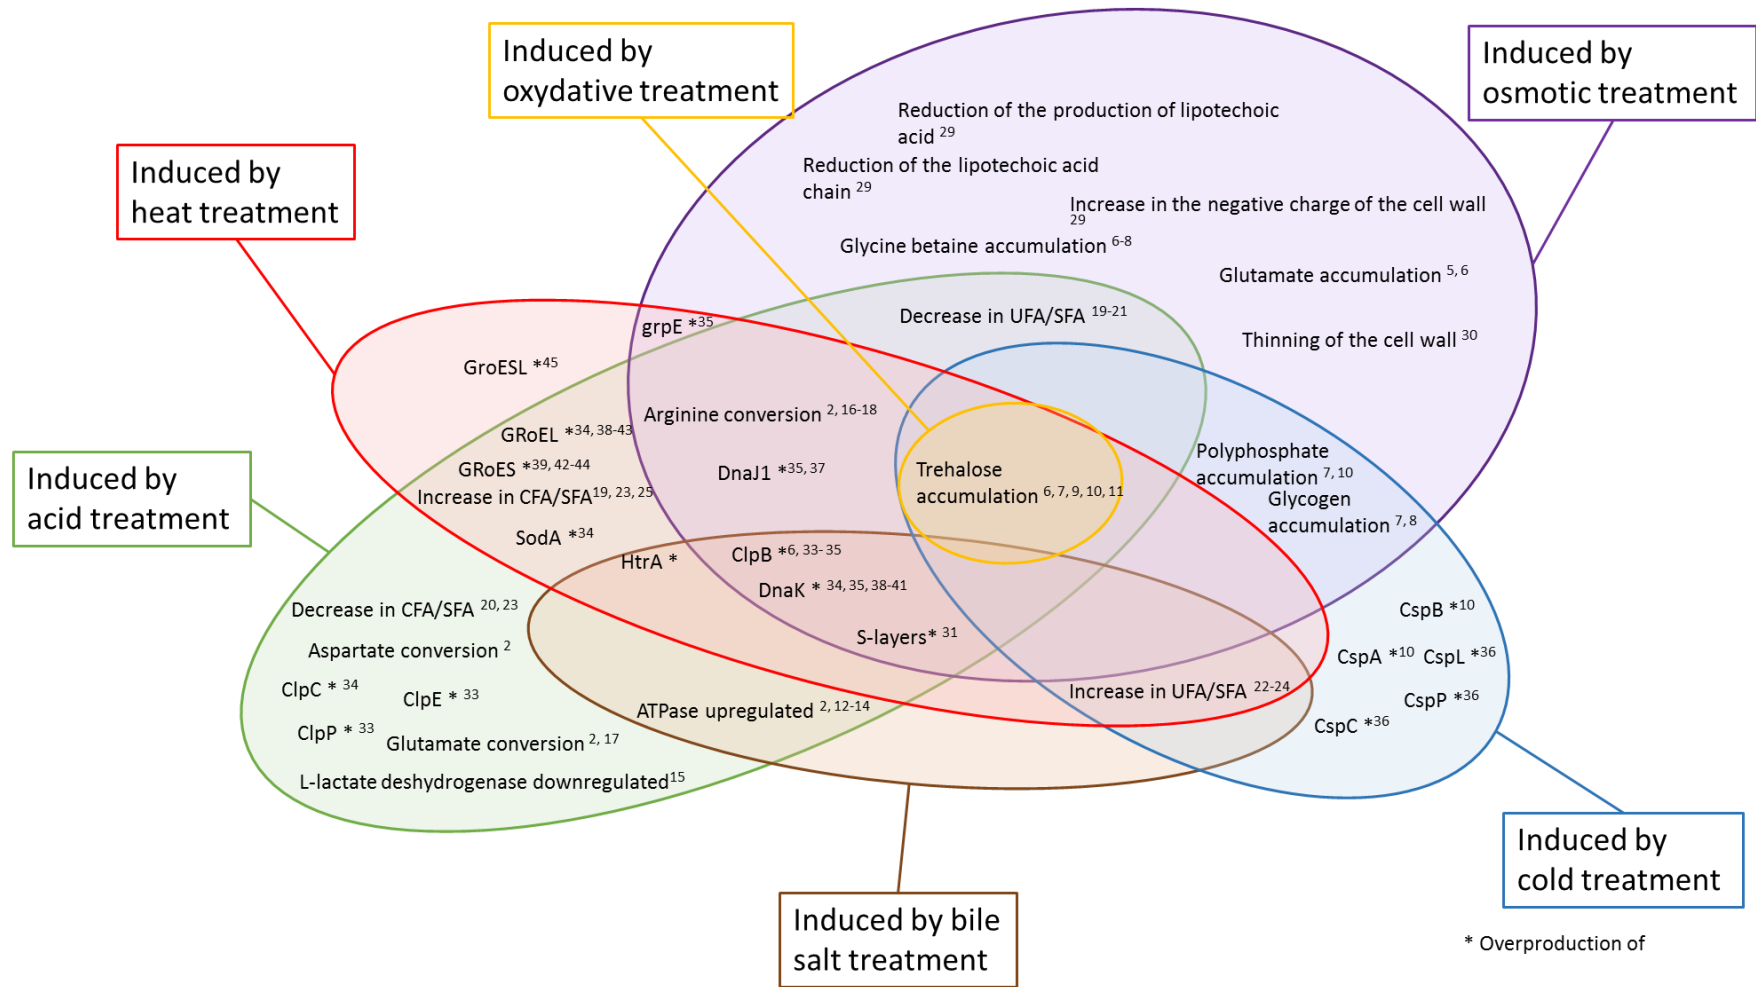 Induced by
oxydative treatment
Induced by
osmotic treatment
Induced by
heat treatment
Reduction of the production of lipotechoic
acid 29
Reduction of the lipotechoic acid
chain 29
Increase in the negative charge of the cell wall
29
Glycine betaine accumulation 6-8
Glutamate accumulation 5, 6
Decrease in UFA/SFA 19-21
Thinning of the cell wall 30
grpE *35
GroESL *45
Arginine conversion 2, 16-18
GRoEL *34, 38-43
GRoES *39, 42-44
Increase in CFA/SFA19, 23, 25
SodA *34
DnaJ1 *35, 37
Trehalose
accumulation 6, 7, 9, 10, 11
Polyphosphate
accumulation 7, 10
Glycogen
accumulation 7, 8
Induced by
acid treatment
HtrA *
ClpB *6, 33- 35
DnaK * 34, 35, 38-41
S-layers* 31
Decrease in CFA/SFA 20, 23
Aspartate conversion 2
ClpC * 34
ClpE * 33
ClpP * 33
Glutamate conversion 2, 17
L-lactate deshydrogenase downregulated15
ATPase upregulated 2, 12-14
Increase in UFA/SFA 22-24
CspB *10
CspA *10 CspL *36
CspP *36
CspC *36
Induced by
cold treatment
Induced by bile
salt treatment
* Overproduction of